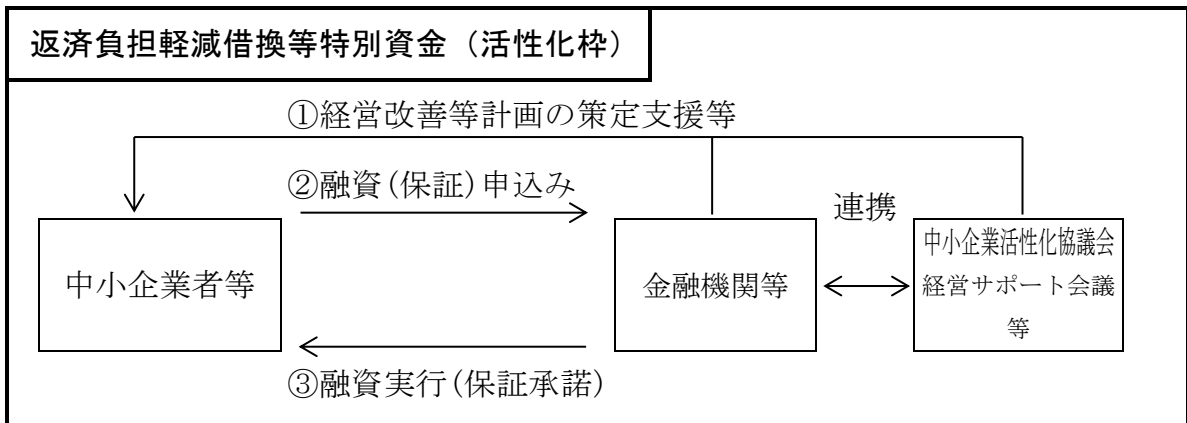 返済負担軽減借換等特別資金（活性化枠）
①経営改善等計画の策定支援等
②融資(保証)申込み
連携
中小企業者等
金融機関等
中小企業活性化協議会
経営サポート会議
等
③融資実行(保証承諾)